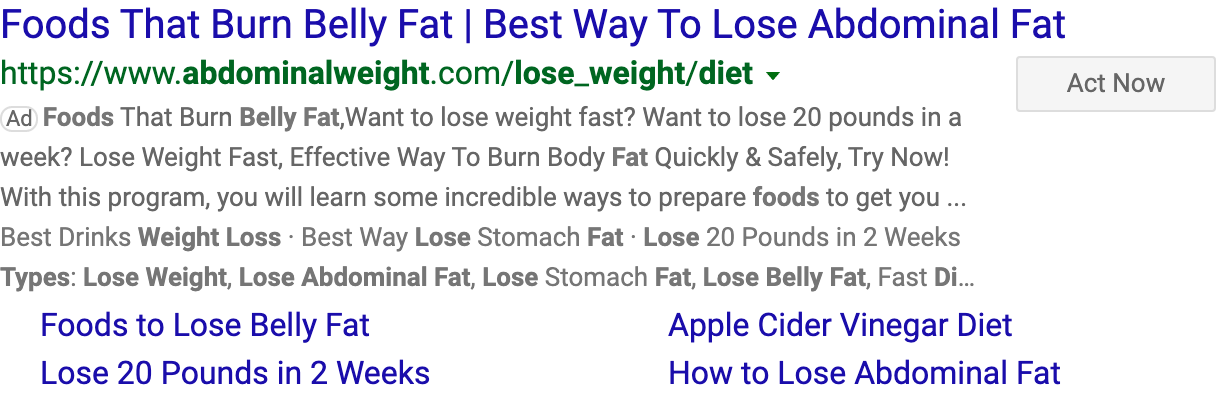 Foods That Burn Belly Fat | Best Way To Lose Abdominal Fat
https://www.abdominalweight.com/lose_weight/diet
Act Now
Ad Foods That Burn Belly Fat,Want to lose weight fast? Want to lose 20 pounds in a
week? Lose Weight Fast, Effective Way To Burn Body Fat Quickly & Safely, Try Now!
With this program, you will learn some incredible ways to prepare foods to get you ...
Best Drinks Weight Loss · Best Way Lose Stomach Fat · Lose 20 Pounds in 2 Weeks
Types: Lose Weight, Lose Abdominal Fat, Lose Stomach Fat, Lose Belly Fat, Fast Di...
Foods to Lose Belly Fat
Apple Cider Vinegar Diet
Lose 20 Pounds in 2 Weeks
How to Lose Abdominal Fat